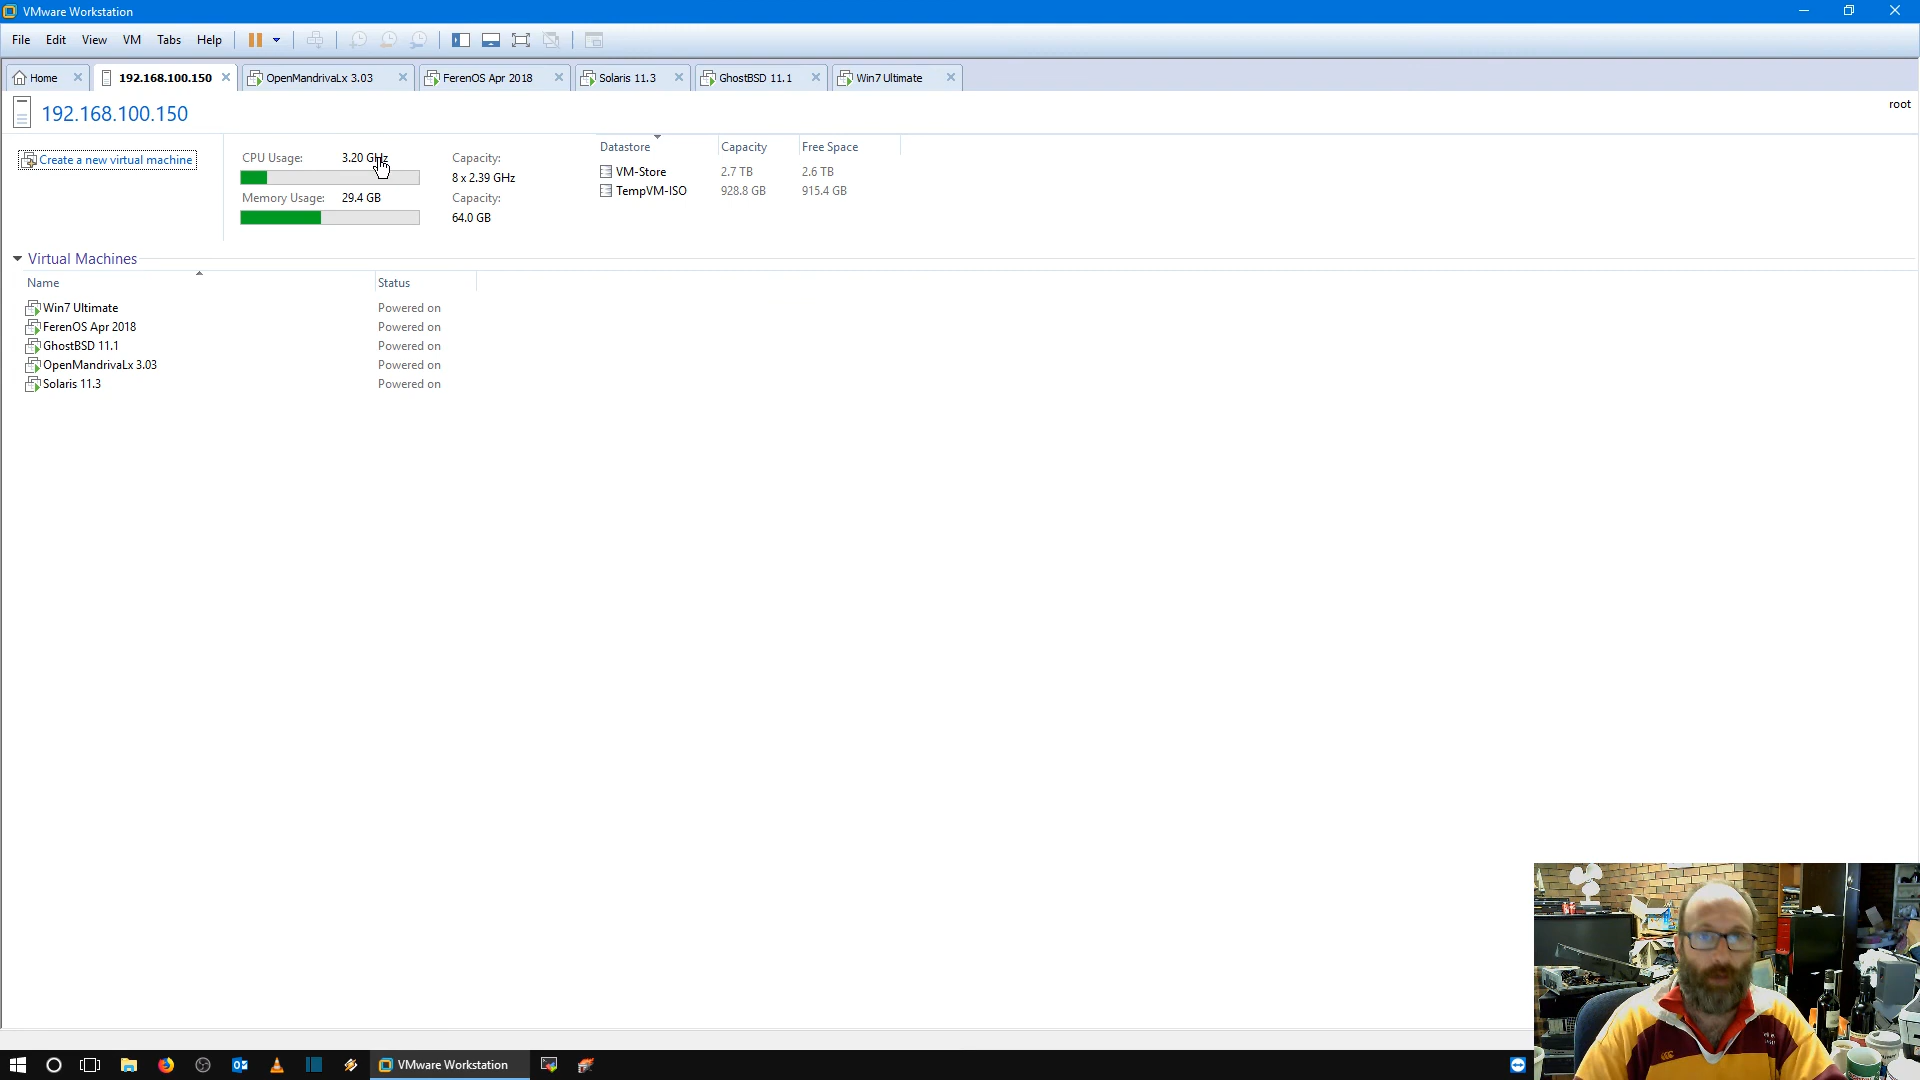 VMware Workstation
File Edit View VM Tabs Help
Home 192.168.100.150 OpenMandrivaLx 3.03 FerenOS Apr 2018 Solaris 11.3 GhostBSD 11.1 Win7 Ultimate
192.168.100.150
root
Create a new virtual machine
CPU Usage: 3.20 GHz
Capacity:
8 x 2.39 GHz
Memory Usage: 29.4 GB
Capacity:
64.0 GB
Datastore Capacity Free Space
VM-Store 2.7 TB 2.6 TB
TempVM-ISO 928.8 GB 915.4 GB
Virtual Machines
Name Status
Win7 Ultimate Powered on
FerenOS Apr 2018 Powered on
GhostBSD 11.1 Powered on
OpenMandrivaLx 3.03 Powered on
Solaris 11.3 Powered on
VMware Workstation